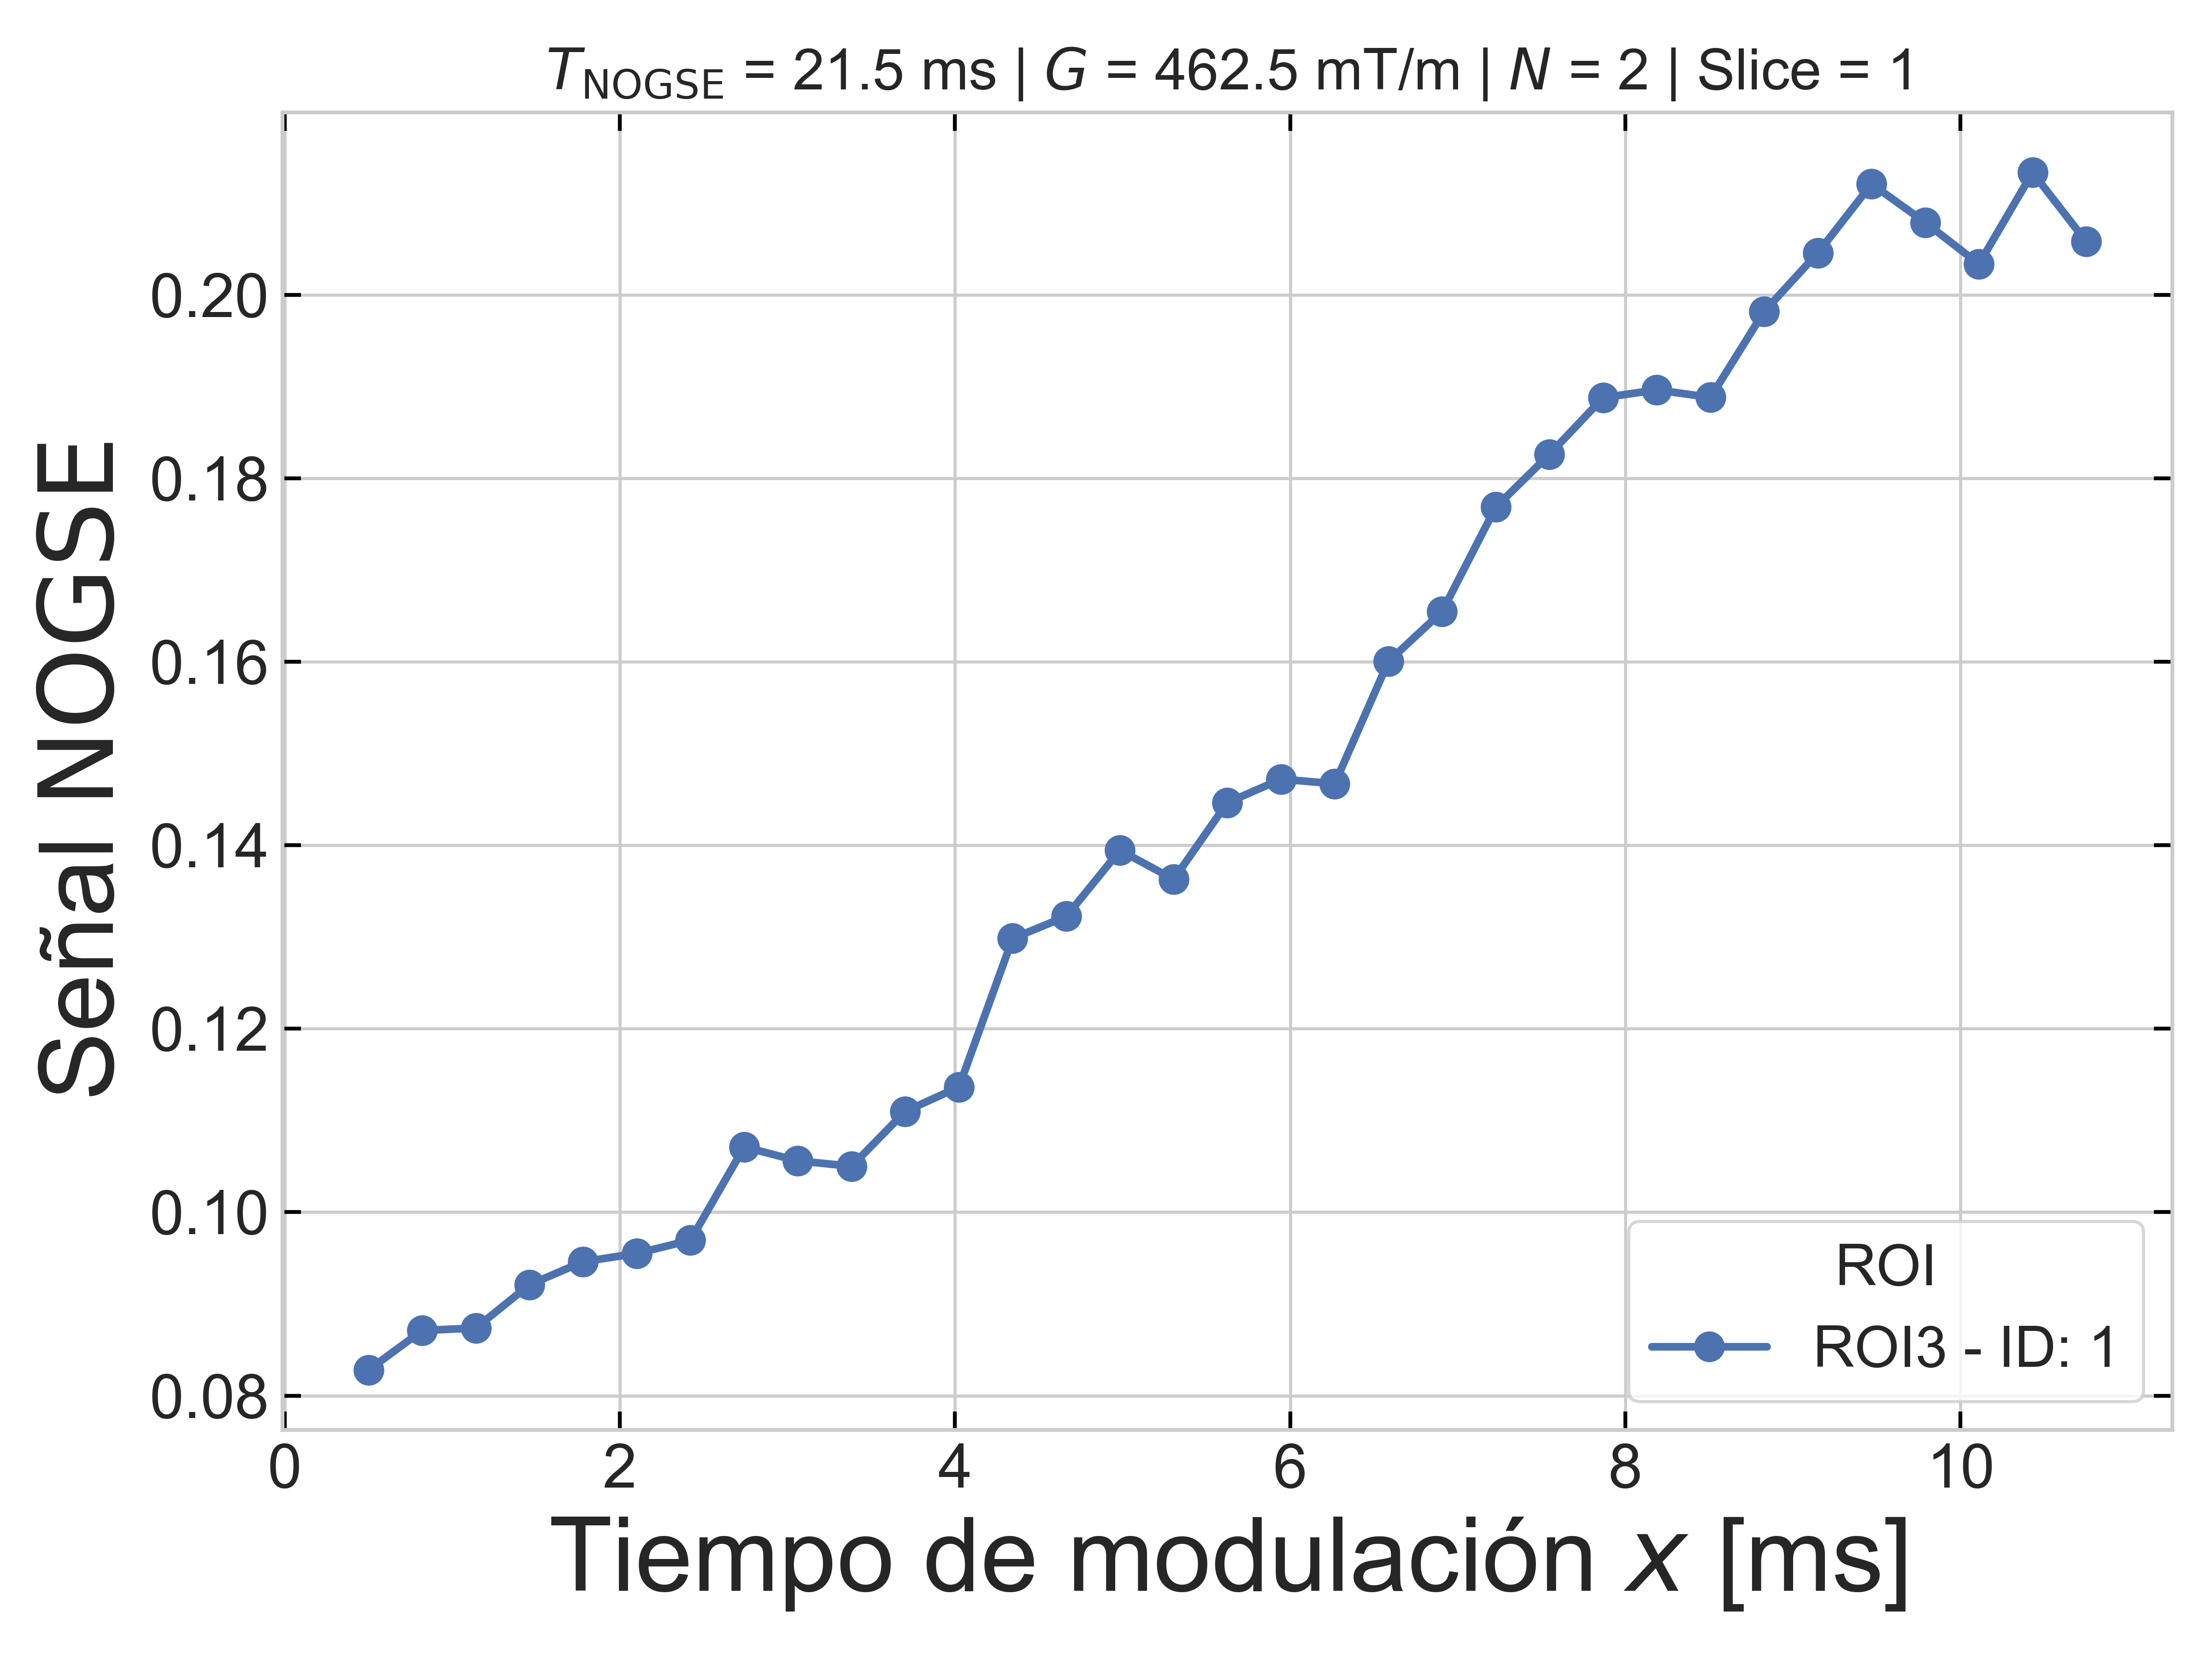 T_NOGSE = 21.5 ms | G = 462.5 mT/m | N = 2 | Slice = 1
Señal NOGSE
0.20
0.18
0.16
0.14
0.12
0.10
0.08
ROI
ROI3 - ID: 1
0 2 4 6 8 10
Tiempo de modulación x [ms]